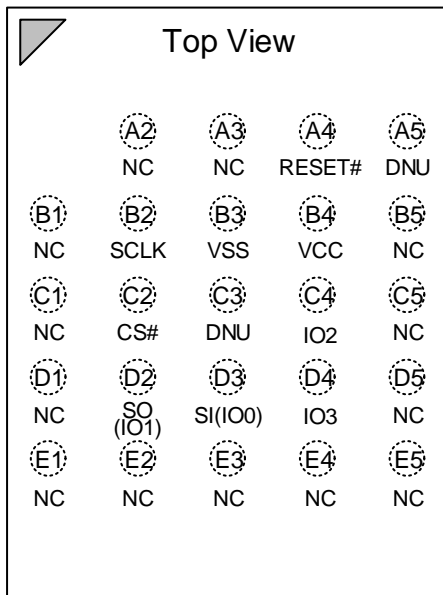 Top View
A2 A3 A4 A5
NC NC RESET# DNU
B1 B2 B3 B4 B5
NC SCLK VSS VCC NC
C1 C2 C3 C4 C5
NC CS# DNU IO2 NC
D1 D2 D3 D4 D5
NC SO SI(IO0) IO3 NC
(IO1)
E1 E2 E3 E4 E5
NC NC NC NC NC